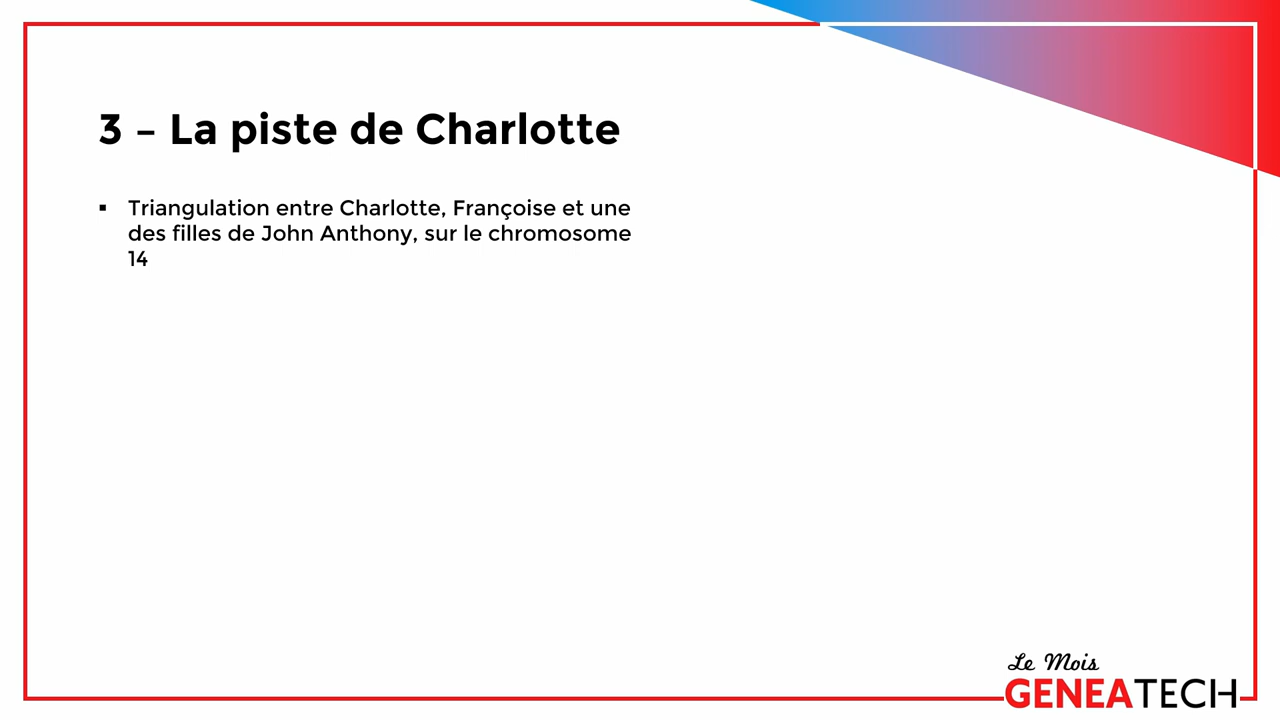 3 – La piste de Charlotte
▪ Triangulation entre Charlotte, Françoise et une
des filles de John Anthony, sur le chromosome
14
Le Mois
GENEATECH